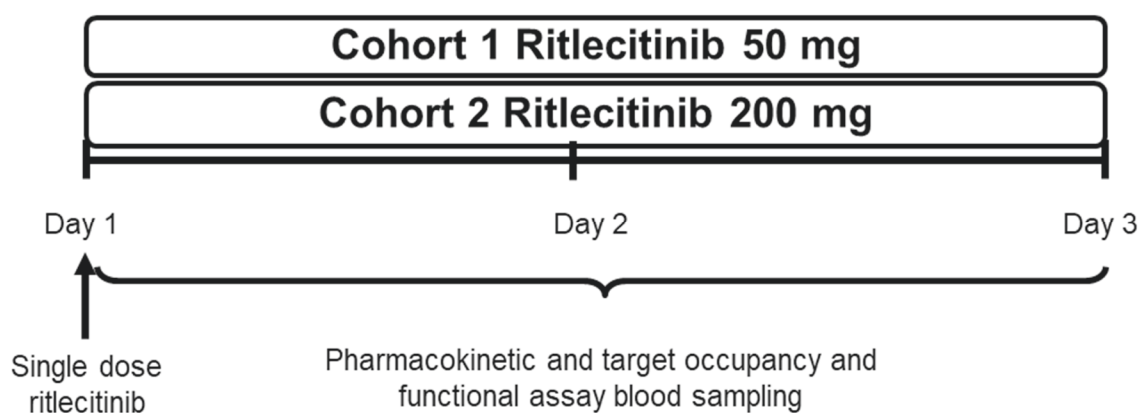 Cohort 1 Ritlecitinib 50 mg
Cohort 2 Ritlecitinib 200 mg
Day 1
Day 2
Day 3
Single dose
ritlecitinib
Pharmacokinetic and target occupancy and
functional assay blood sampling